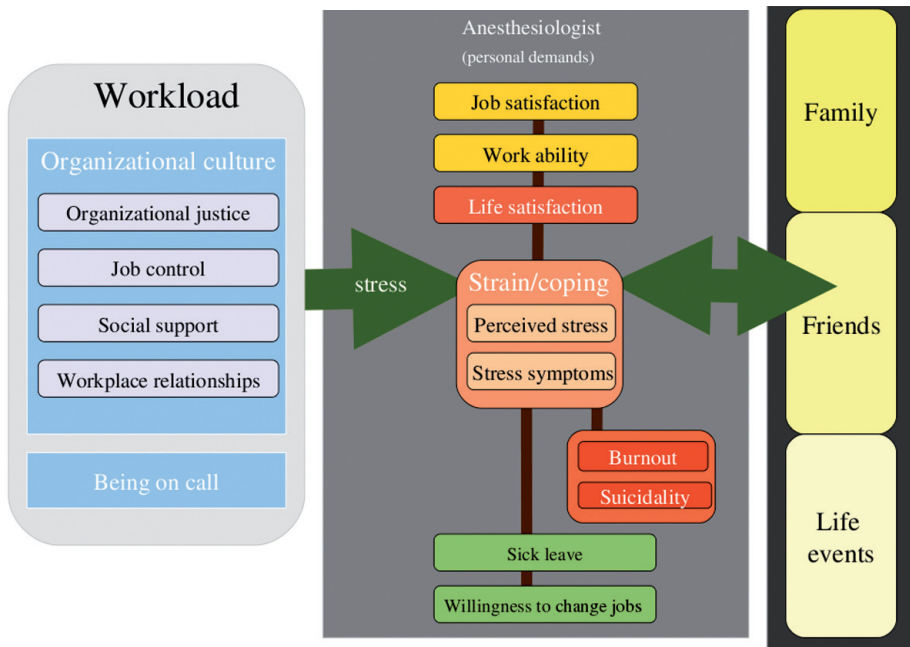 Workload
Organizational culture
Organizational justice
Job control
Social support
Workplace relationships
Being on call
stress
Anesthesiologist
(personal demands)
Job satisfaction
Work ability
Life satisfaction
Strain/coping
Perceived stress
Stress symptoms
Burnout
Suicidality
Sick leave
Willingness to change jobs
Family
Friends
Life
events